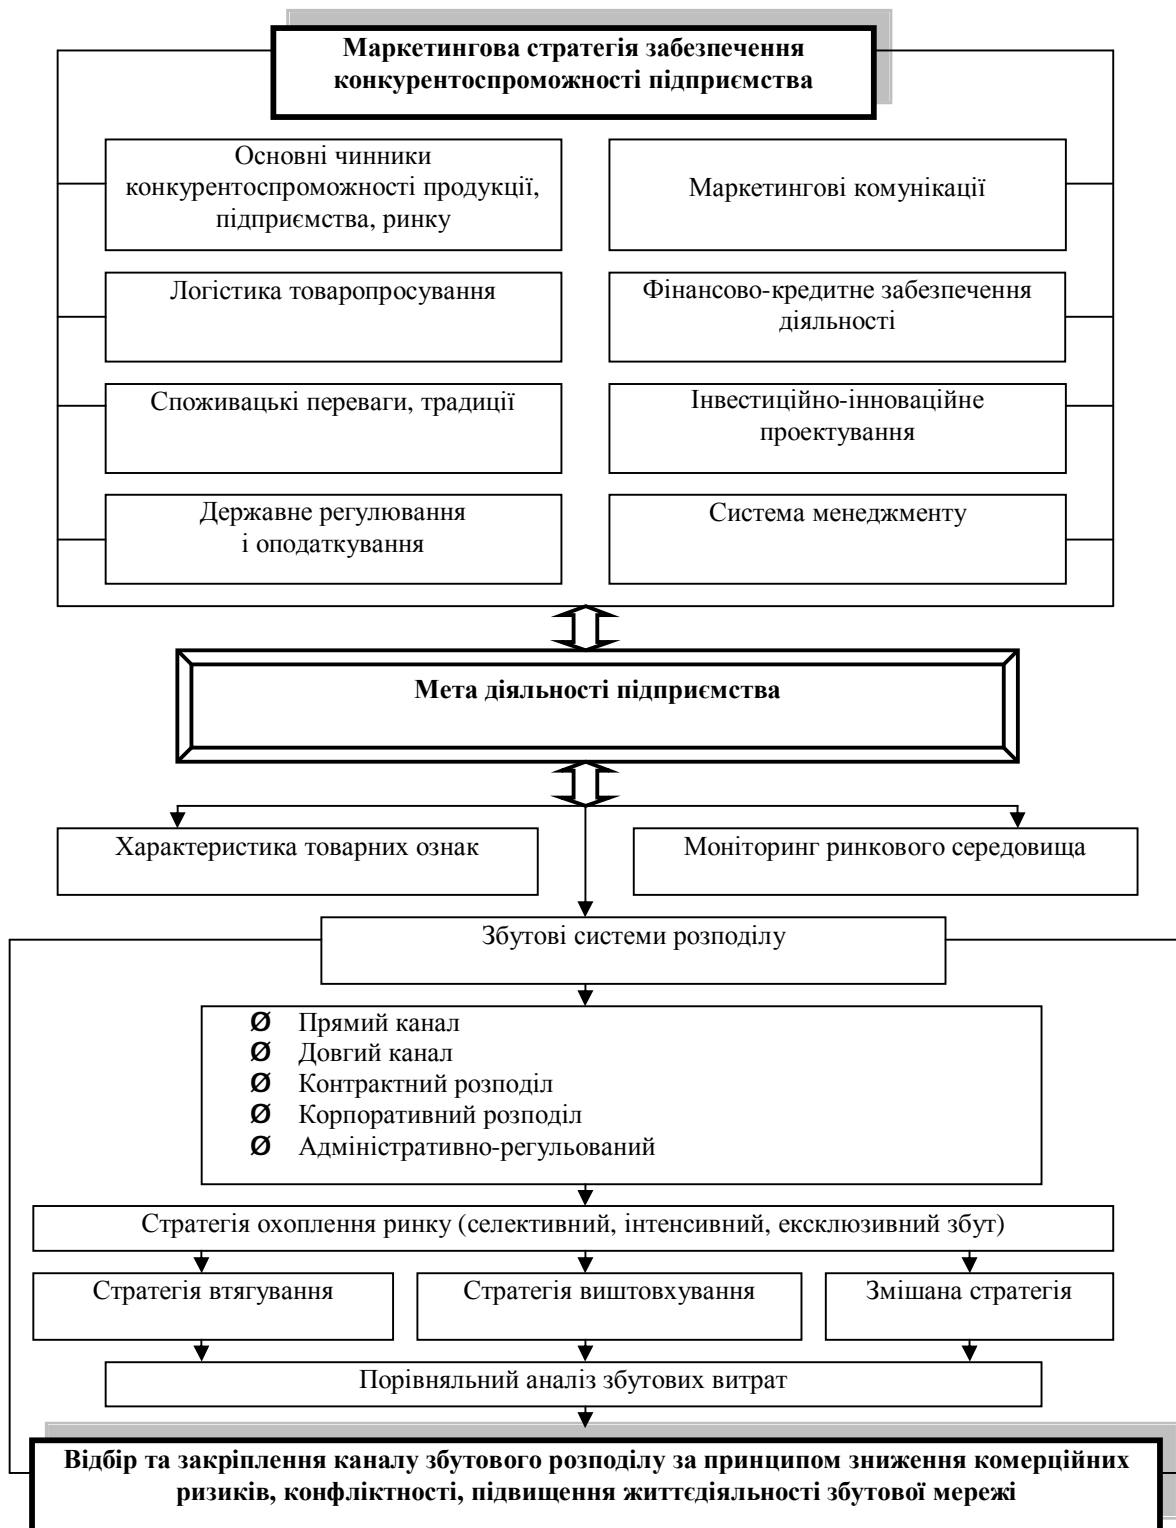 Маркетингова стратегія забезпечення
конкурентоспроможності підприємства
Основні чинники
конкурентоспроможності продукції,
підприємства, ринку
Маркетингові комунікації
Логістика товаропросування
Фінансово-кредитне забезпечення
діяльності
Споживацькі переваги, традиції
Інвестиційно-інноваційне
проектування
Державне регулювання
і оподаткування
Система менеджменту
Мета діяльності підприємства
Характеристика товарних ознак
Моніторинг ринкового середовища
Збутові системи розподілу
Ø Прямий канал
Ø Довгий канал
Ø Контрактний розподіл
Ø Корпоративний розподіл
Ø Адміністративно-регульований
Стратегія охоплення ринку (селективний, інтенсивний, ексклюзивний збут)
Стратегія втягування
Стратегія виштовхування
Змішана стратегія
Порівняльний аналіз збутових витрат
Відбір та закріплення каналу збутового розподілу за принципом зниження комерційних
ризиків, конфліктності, підвищення життєдіяльності збутової мережі